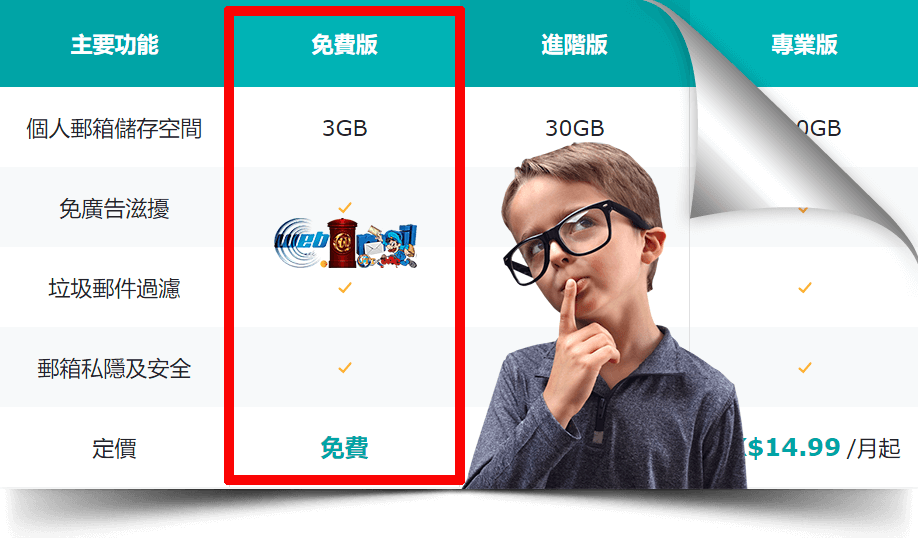 主要功能 免費版 進階版 專業版
個人郵箱儲存空間 3GB 30GB 0GB
免廣告滋擾
web mail
垃圾郵件過濾
郵箱私隱及安全
定價 免費 $14.99 /月起